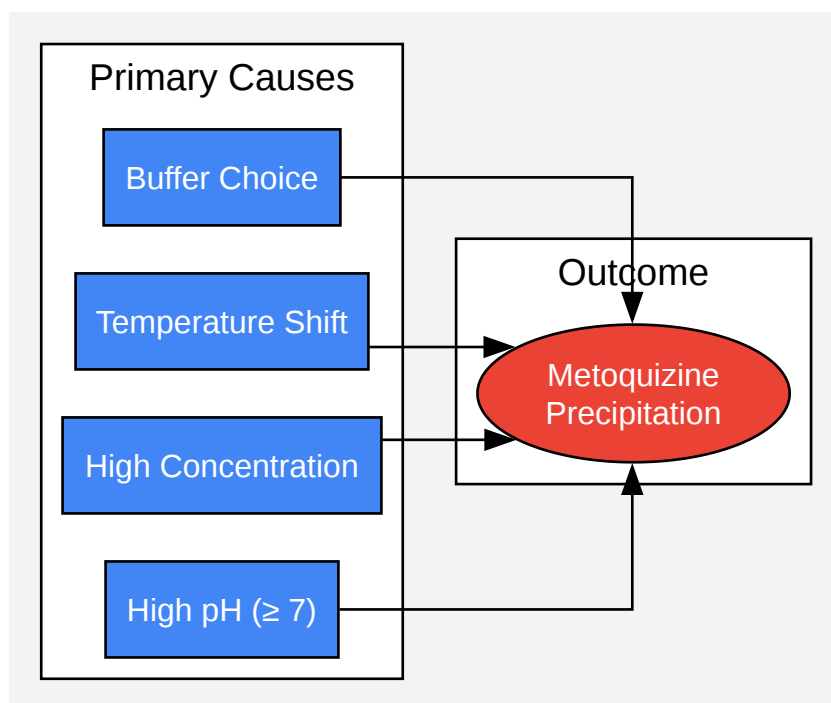 Primary Causes
Buffer Choice
Temperature Shift
High Concentration
High pH (≥ 7)
Outcome
Metoquizine
Precipitation